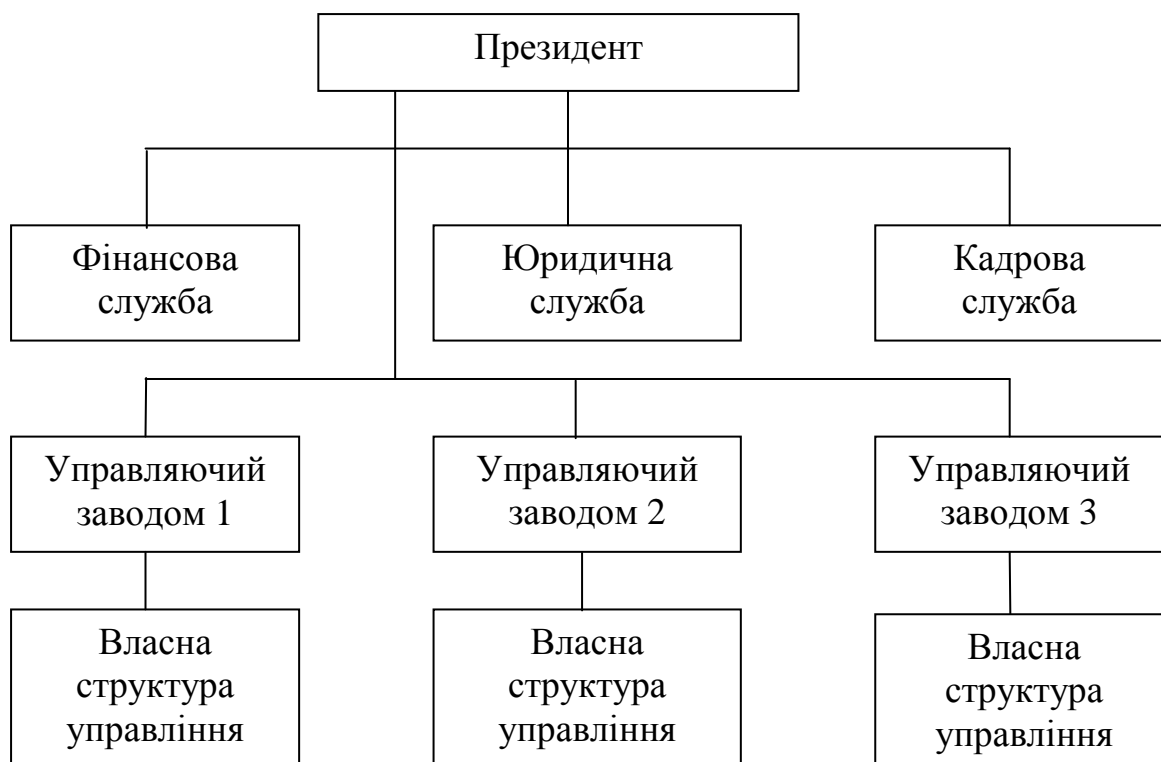 Президент
Фінансова
служба
Юридична
служба
Кадрова
служба
Управляючий
заводом 1
Управляючий
заводом 2
Управляючий
заводом 3
Власна
структура
управління
Власна
структура
управління
Власна
структура
управління